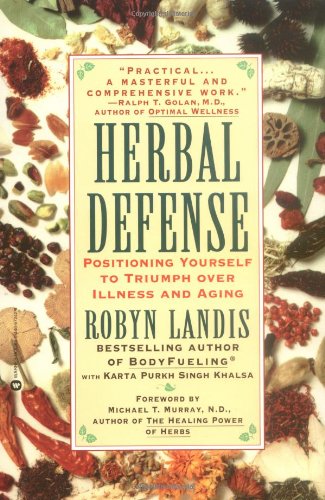 "PRACTICAL...
A MASTERFUL AND
COMPREHENSIVE WORK."
—RALPH T. GOLAN, M.D.,
AUTHOR OF OPTIMAL WELLNESS
HERBAL
DEFENSE
POSITIONING YOURSELF
TO TRIUMPH OVER
ILLNESS AND AGING
ROBYN LANDIS
BESTSELLING AUTHOR
OF BODYFUELING®
WITH KARTA PURKH SINGH KHALSA
FOREWORD BY
MICHAEL T. MURRAY, N.D.,
AUTHOR OF THE HEALING POWER
OF HERBS